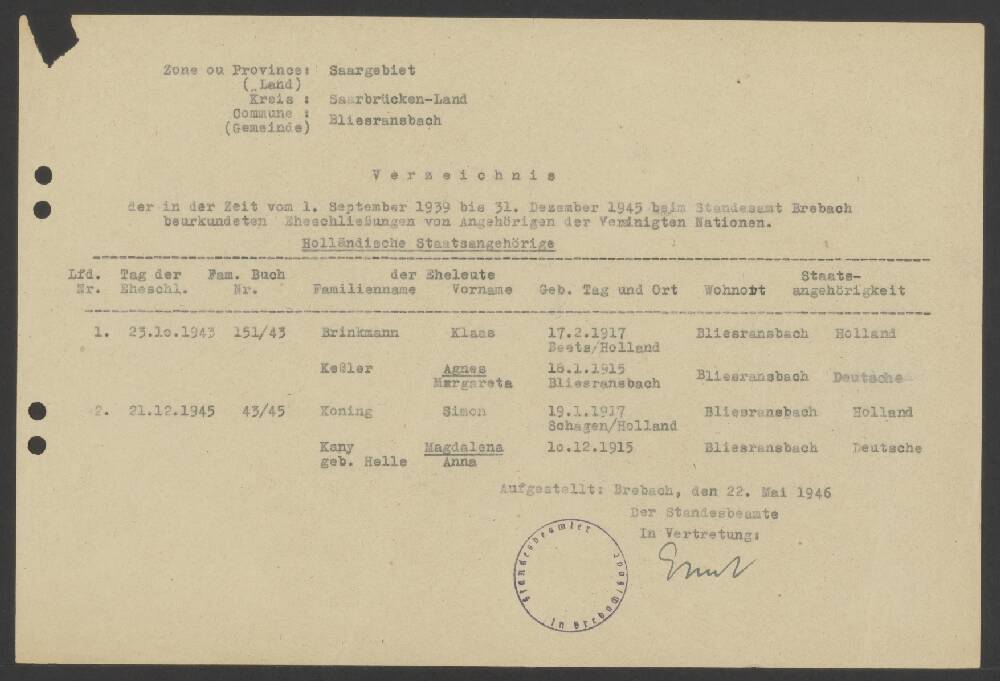 Zone ou Province: Saargebiet
( Land)
Kreis : Saarbrücken-Land
Commune :
(Gemeinde) Bliesransbach
Verzeichnis
der in der Zeit vom 1. September 1939 bis 31. Dezember 1945 beim Standesamt Brebach
beurkundeten Eheschließungen von Angehörigen der Vereinigten Nationen.
Holländische Staatsangehörige
Lfd. Tag der Fam. Buch der Eheleute Staats-
Nr. Eheschl. Nr. Familienname Vorname Geb. Tag und Ort Wohnort angehörigkeit
1. 23.10.1943 151/43 Brinkmann Klaas 17.2.1917 Bliesransbach Holland
Beets/Holland
Keßler Agnes 18.1.1915 Bliesransbach Deutsche
Margareta Bliesransbach
2. 21.12.1945 43/45 Koning Simon 19.1.1917 Bliesransbach Holland
Schagen/Holland
Kany Magdalena 10.12.1915 Bliesransbach Deutsche
geb. Helle Anna
Aufgestellt: Brebach, den 22. Mai 1946
Der Standesbeamte
In Vertretung:
Standesbeamter
in Brebach